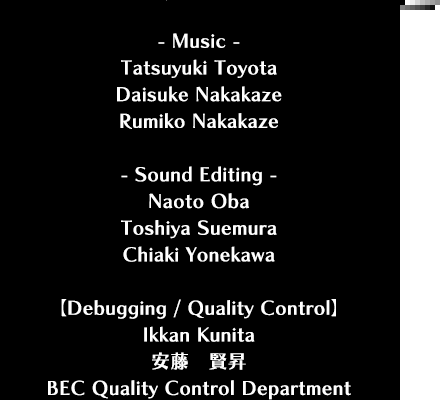 - Music -
Tatsuyuki Toyota
Daisuke Nakakaze
Rumiko Nakakaze
- Sound Editing -
Naoto Oba
Toshiya Suemura
Chiaki Yonekawa
【Debugging / Quality Control】
Ikkan Kunita
安藤　賢昇
BEC Quality Control Department